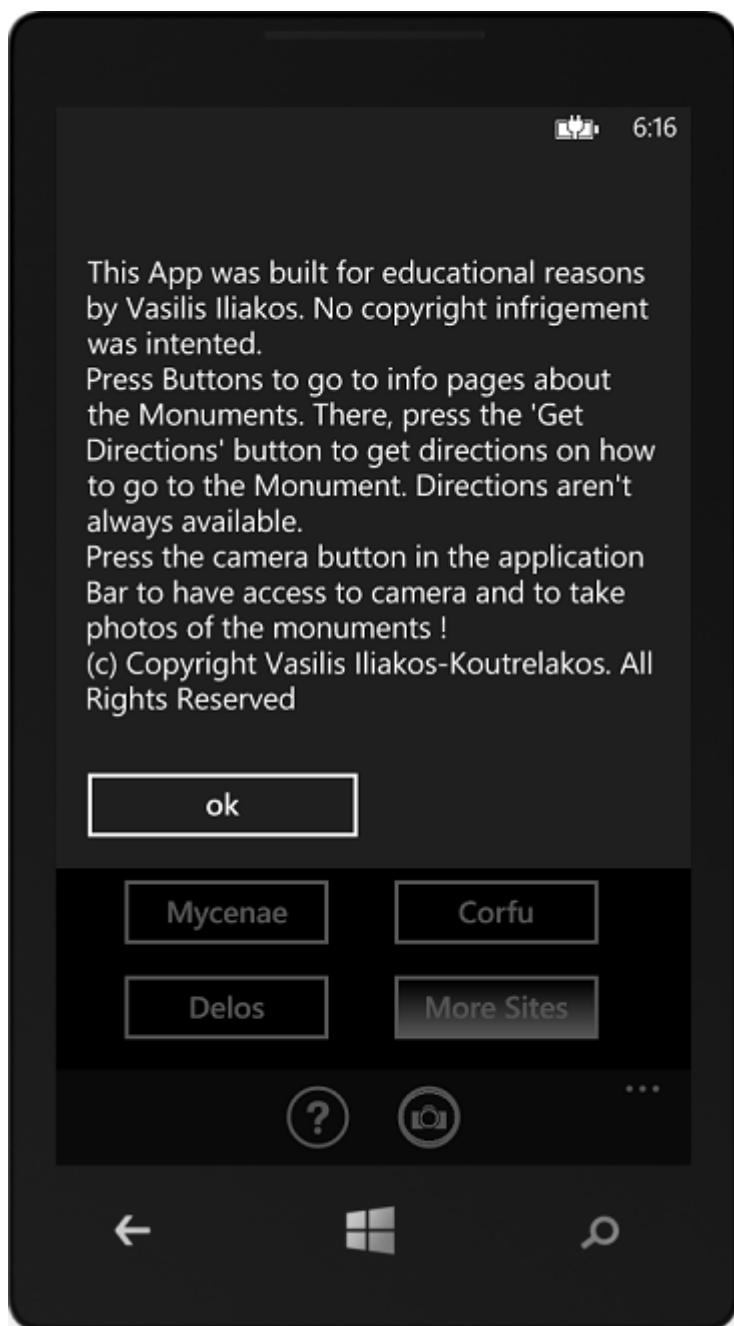 6:16
This App was built for educational reasons
by Vasilis Iliakos. No copyright infrigement
was intented.
Press Buttons to go to info pages about
the Monuments. There, press the 'Get
Directions' button to get directions on how
to go to the Monument. Directions aren't
always available.
Press the camera button in the application
Bar to have access to camera and to take
photos of the monuments !
(c) Copyright Vasilis Iliakos-Koutrelakos. All
Rights Reserved
ok
Mycenae Corfu
Delos More Sites
?
...